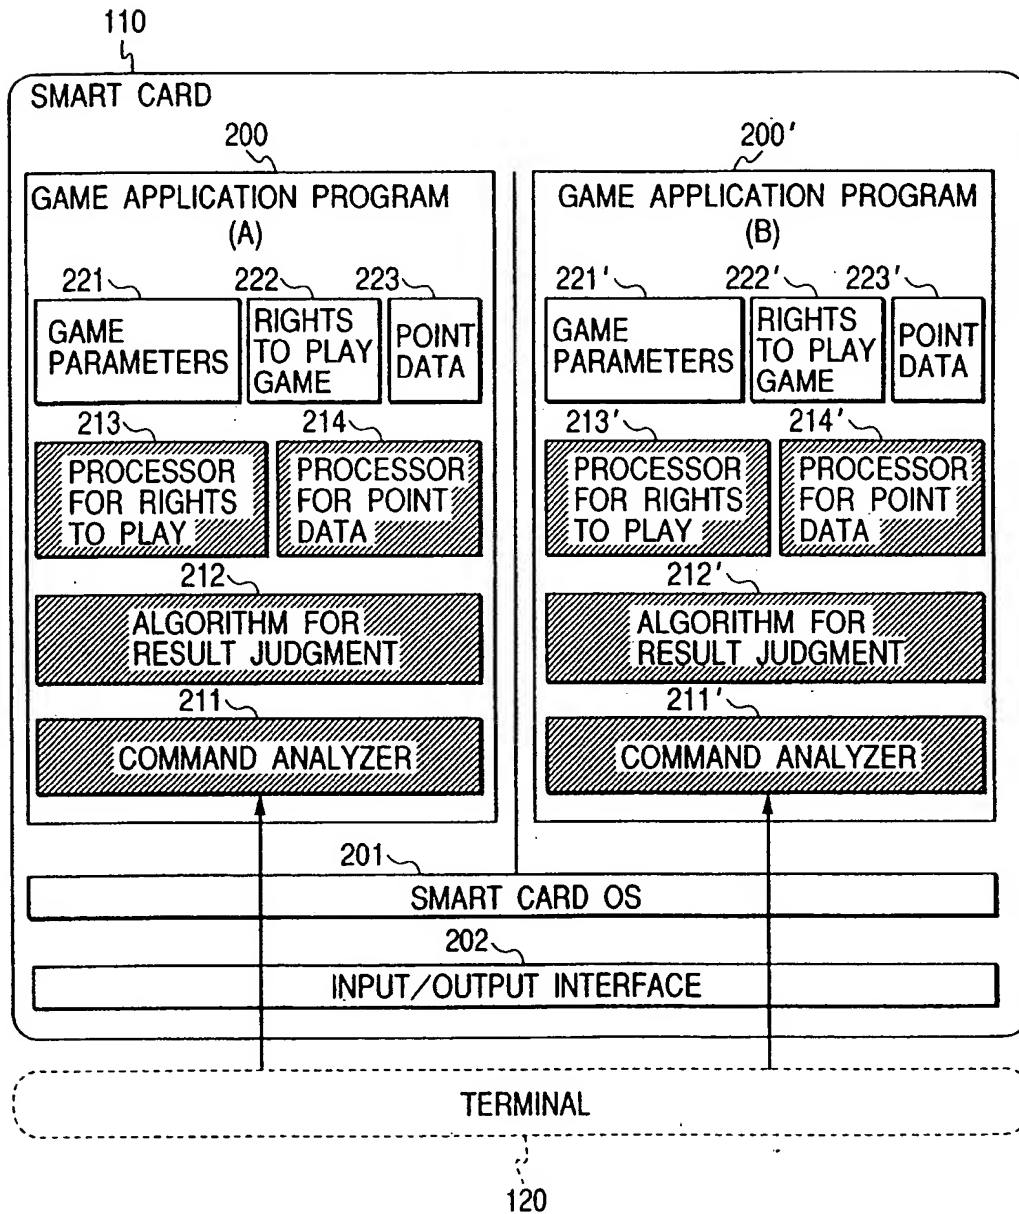 110
SMART CARD
200
200'
GAME APPLICATION PROGRAM
(A)
GAME APPLICATION PROGRAM
(B)
221
222
223
221'
222'
223'
GAME
PARAMETERS
RIGHTS
TO PLAY
GAME
POINT
DATA
GAME
PARAMETERS
RIGHTS
TO PLAY
GAME
POINT
DATA
213
214
213'
214'
PROCESSOR
FOR RIGHTS
TO PLAY
PROCESSOR
FOR POINT
DATA
PROCESSOR
FOR RIGHTS
TO PLAY
PROCESSOR
FOR POINT
DATA
212
212'
ALGORITHM FOR
RESULT JUDGMENT
ALGORITHM FOR
RESULT JUDGMENT
211
211'
COMMAND ANALYZER
COMMAND ANALYZER
201
SMART CARD OS
202
INPUT/OUTPUT INTERFACE
TERMINAL
120